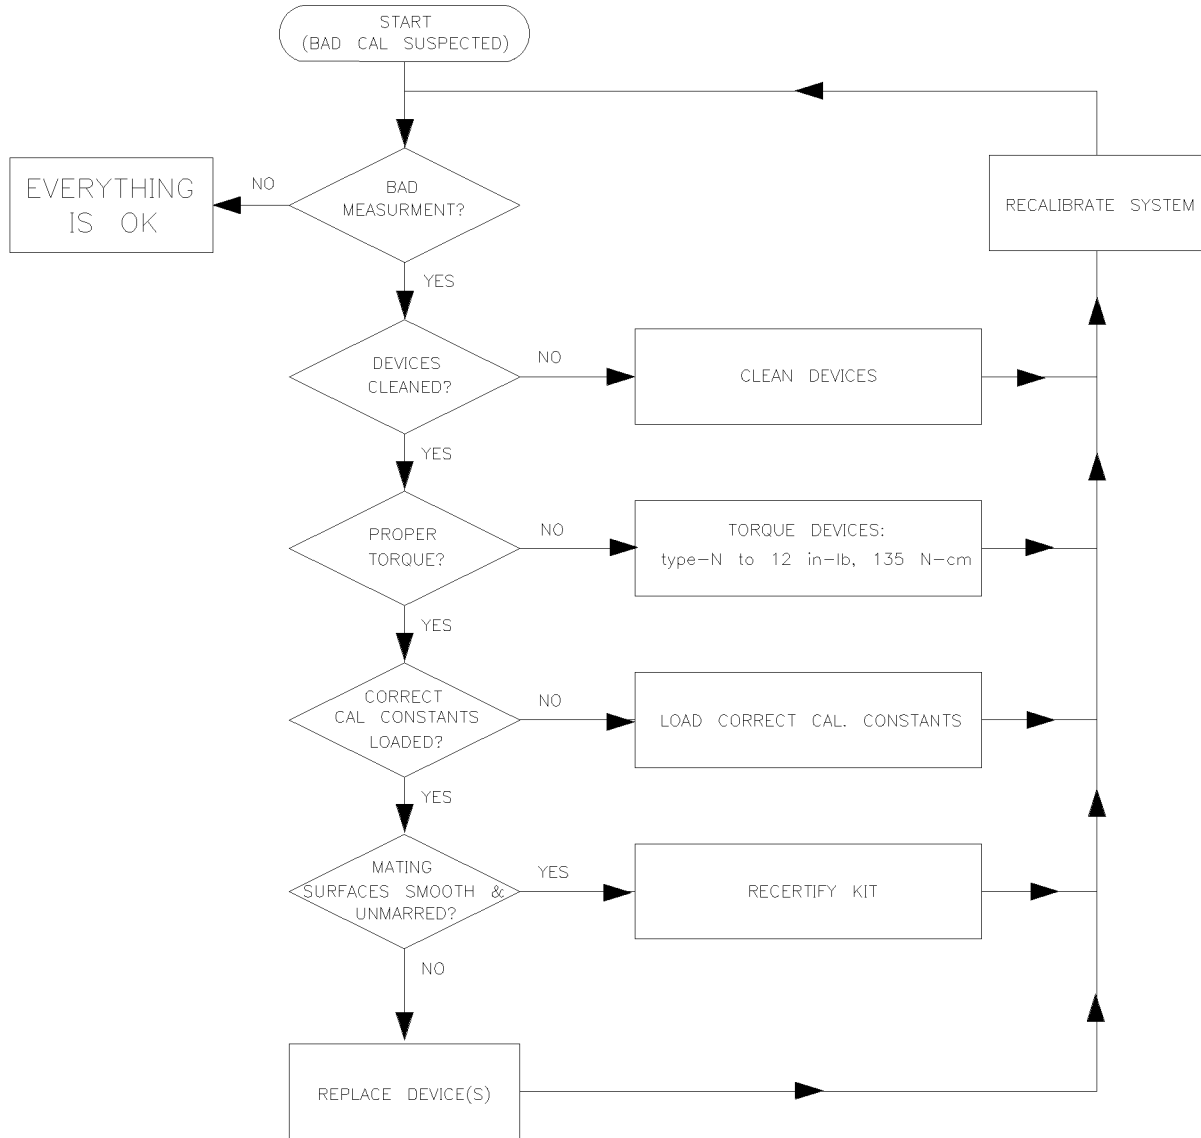 START
(BAD CAL SUSPECTED)
EVERYTHING
IS OK
NO
BAD
MEASURMENT?
RECALIBRATE SYSTEM
YES
DEVICES
CLEANED?
NO
CLEAN DEVICES
YES
PROPER
TORQUE?
NO
TORQUE DEVICES:
type-N to 12 in-lb, 135 N-cm
YES
CORRECT
CAL CONSTANTS
LOADED?
NO
LOAD CORRECT CAL. CONSTANTS
YES
MATING
SURFACES SMOOTH &
UNMARRED?
YES
RECERTIFY KIT
NO
REPLACE DEVICE(S)